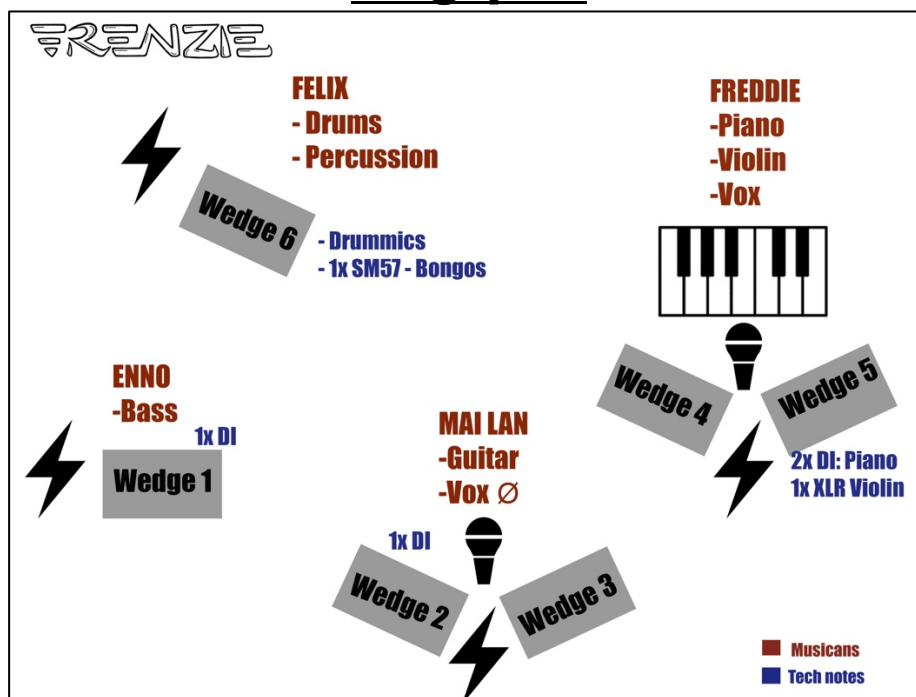 FRENZIE
FELIX
- Drums
- Percussion
FREDDIE
-Piano
-Violin
-Vox
Wedge 6
- Drummics
- 1x SM57 - Bongos
ENNO
-Bass
1x DI
Wedge 1
MAI LAN
-Guitar
-Vox Ø
1x DI
Wedge 2
Wedge 3
Wedge 4
Wedge 5
2x DI: Piano
1x XLR Violin
Musicans
Tech notes